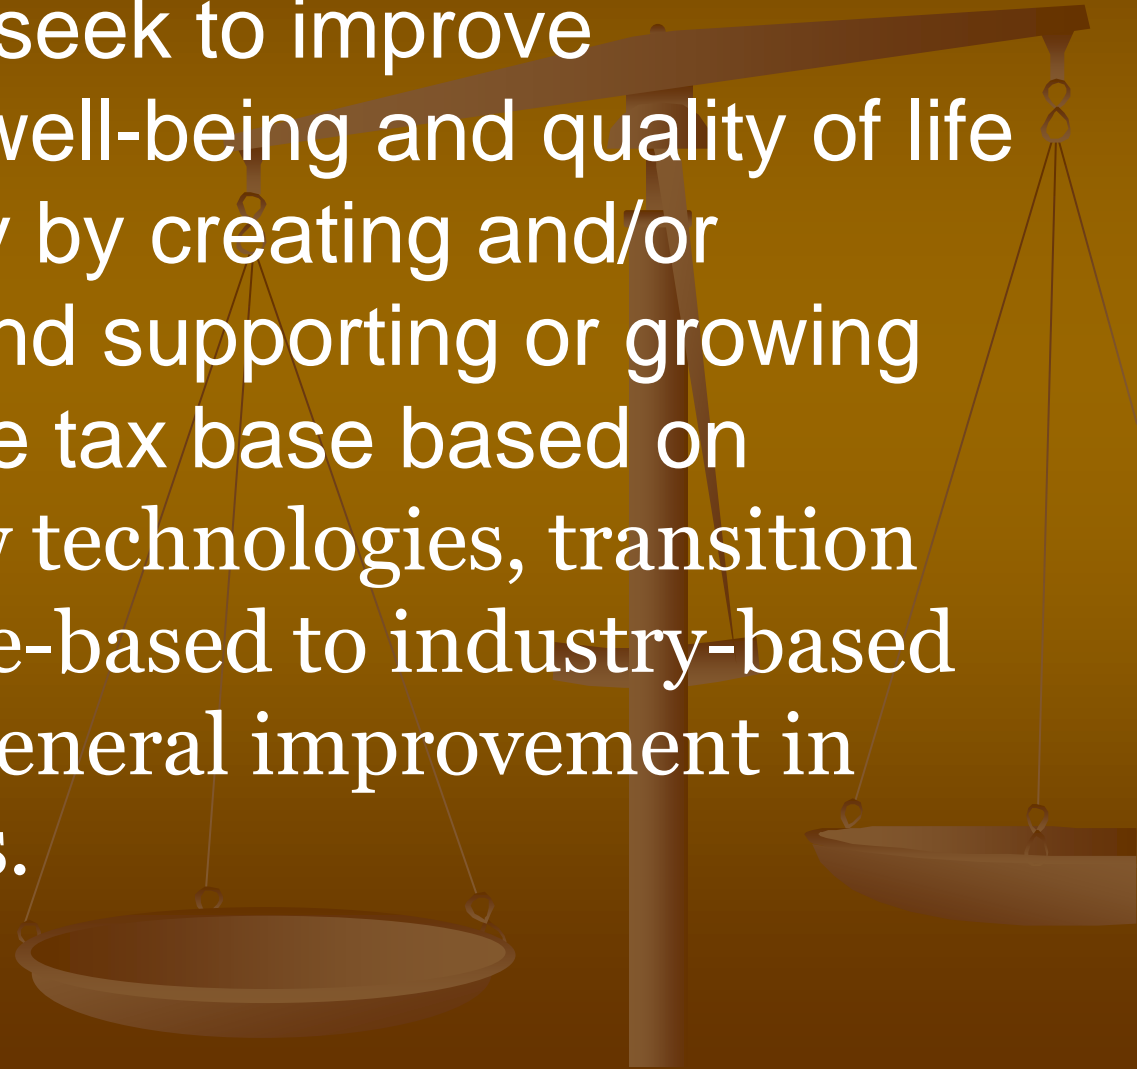 seek to improve
well-being and quality of life
y by creating and/or
nd supporting or growing
e tax base based on
y technologies, transition
e-based to industry-based
eneral improvement in
s.